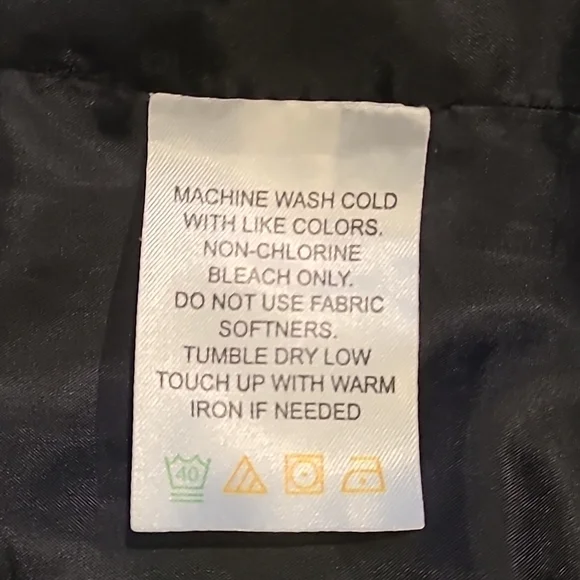 MACHINE WASH COLD
WITH LIKE COLORS.
NON-CHLORINE
BLEACH ONLY.
DO NOT USE FABRIC
SOFTNERS.
TUMBLE DRY LOW
TOUCH UP WITH WARM
IRON IF NEEDED
40